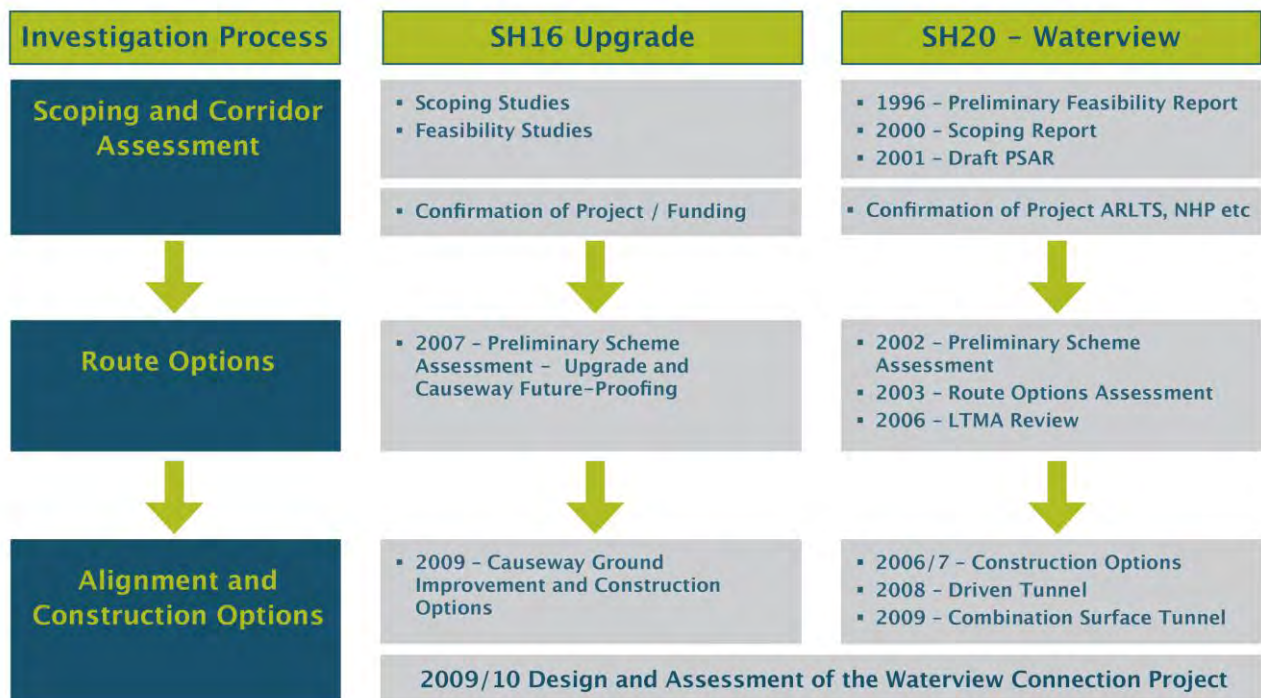 Investigation Process
SH16 Upgrade
SH20 – Waterview
Scoping and Corridor
Assessment
▪ Scoping Studies
▪ Feasibility Studies
▪ 1996 – Preliminary Feasibility Report
▪ 2000 – Scoping Report
▪ 2001 – Draft PSAR
▪ Confirmation of Project / Funding
▪ Confirmation of Project ARLTS, NHP etc
Route Options
▪ 2007 – Preliminary Scheme
Assessment – Upgrade and
Causeway Future-Proofing
▪ 2002 – Preliminary Scheme
Assessment
▪ 2003 – Route Options Assessment
▪ 2006 – LTMA Review
Alignment and
Construction Options
▪ 2009 – Causeway Ground
Improvement and Construction
Options
▪ 2006/7 – Construction Options
▪ 2008 – Driven Tunnel
▪ 2009 – Combination Surface Tunnel
2009/10 Design and Assessment of the Waterview Connection Project